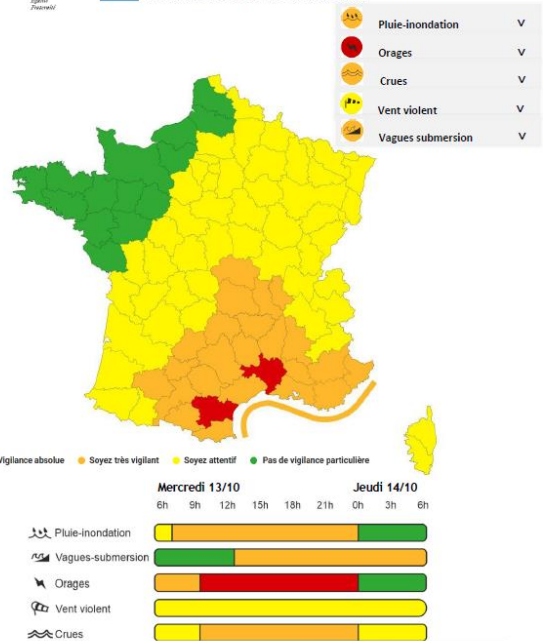 Égalité
Fraternité
Pluie-inondation
Orages
Crues
Vent violent
Vagues submersion
Vigilance absolue Soyez très vigilant Soyez attentif Pas de vigilance particulière
Mercredi 13/10 Jeudi 14/10
6h 9h 12h 15h 18h 21h 0h 3h 6h
Pluie-inondation
Vagues-submersion
Orages
Vent violent
Crues